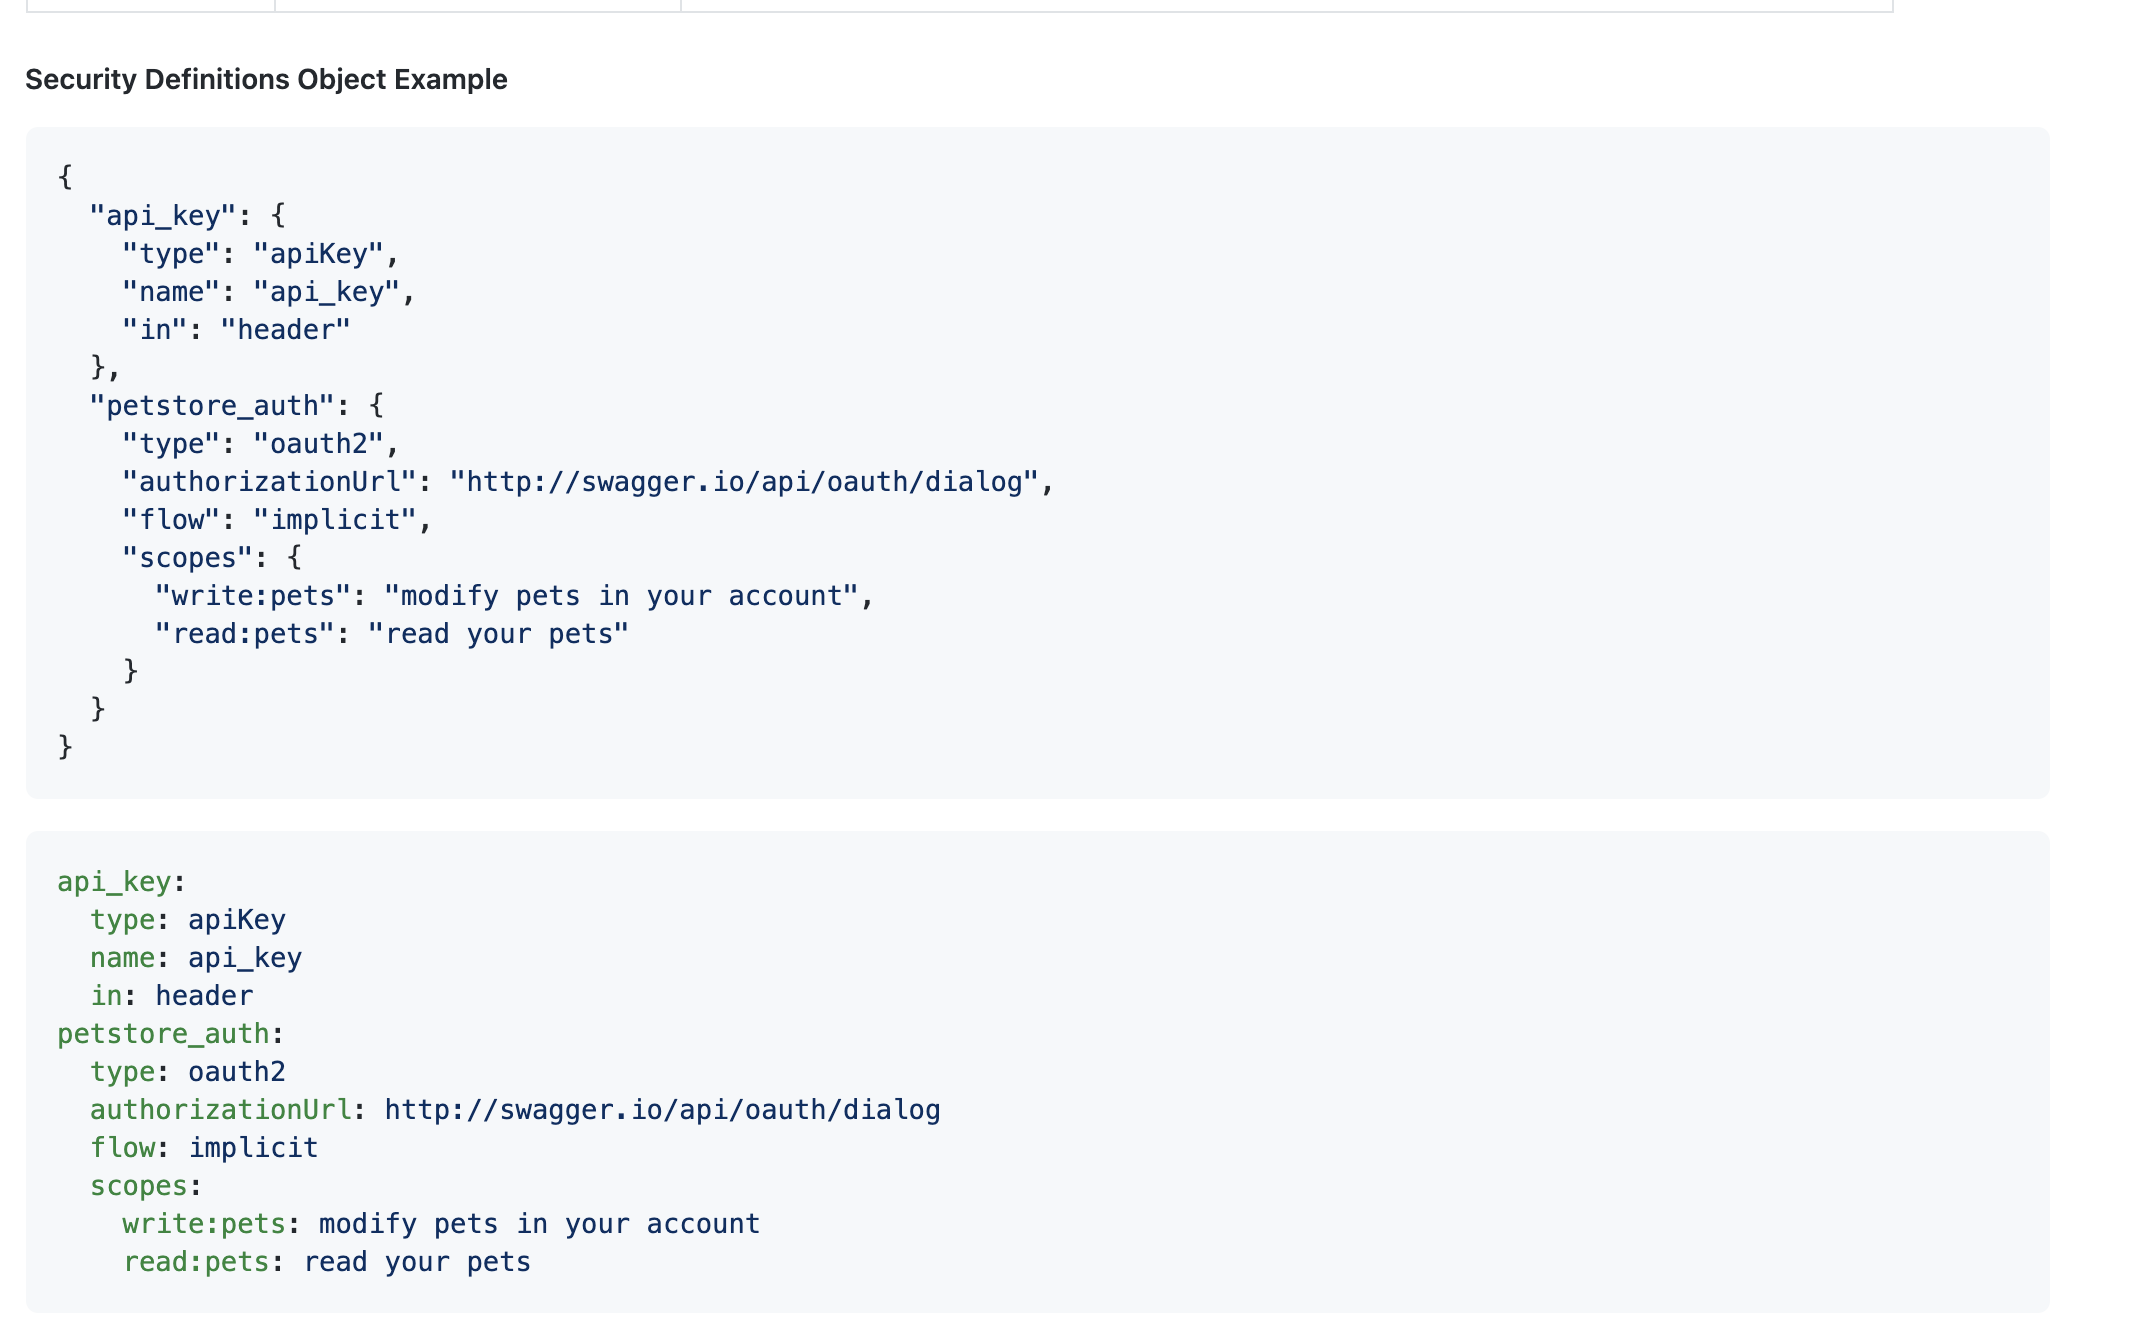 Security Definitions Object Example
{
  "api_key": {
    "type": "apiKey",
    "name": "api_key",
    "in": "header"
  },
  "petstore_auth": {
    "type": "oauth2",
    "authorizationUrl": "http://swagger.io/api/oauth/dialog",
    "flow": "implicit",
    "scopes": {
      "write:pets": "modify pets in your account",
      "read:pets": "read your pets"
    }
  }
}
api_key:
  type: apiKey
  name: api_key
  in: header
petstore_auth:
  type: oauth2
  authorizationUrl: http://swagger.io/api/oauth/dialog
  flow: implicit
  scopes:
    write:pets: modify pets in your account
    read:pets: read your pets